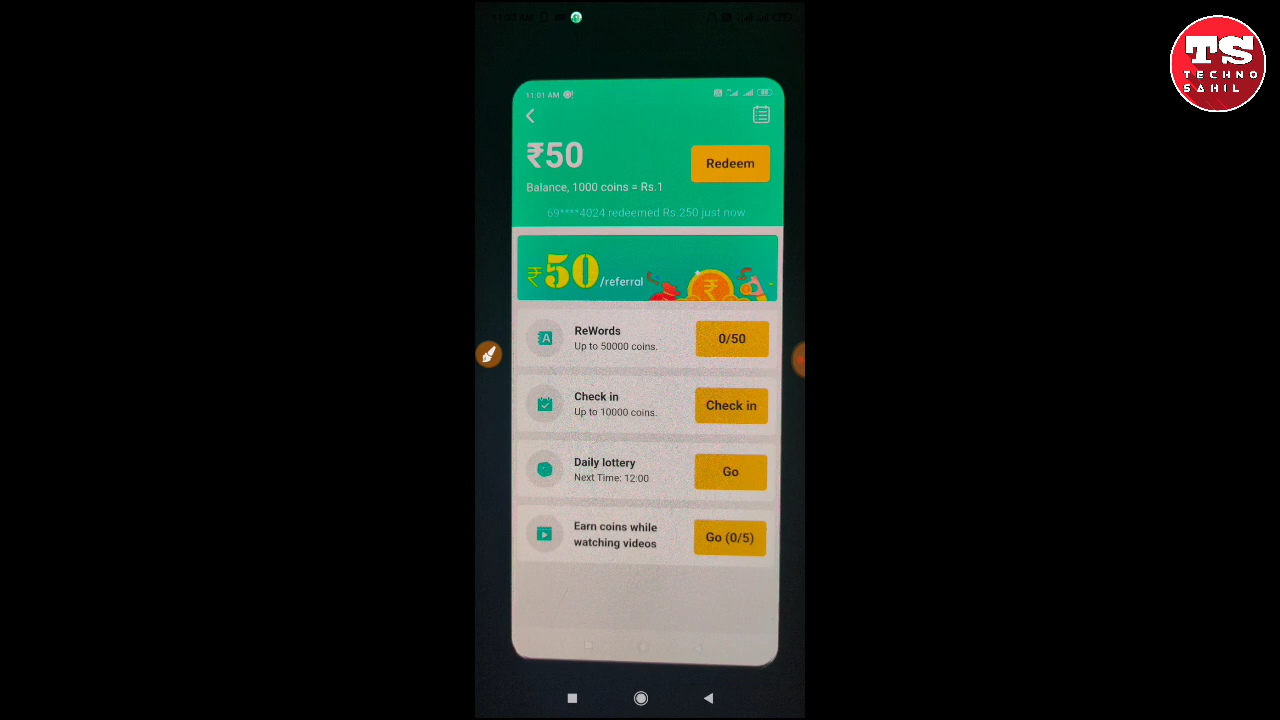 TS
TECHNO
SAHIL
11:01 AM
₹50
Redeem
Balance, 1000 coins = Rs.1
69****4024 redeemed Rs.250 just now
₹50/referral
ReWords
Up to 50000 coins.
0/50
Check in
Up to 10000 coins.
Check in
Daily lottery
Next Time: 12:00
Go
Earn coins while
watching videos
Go (0/5)